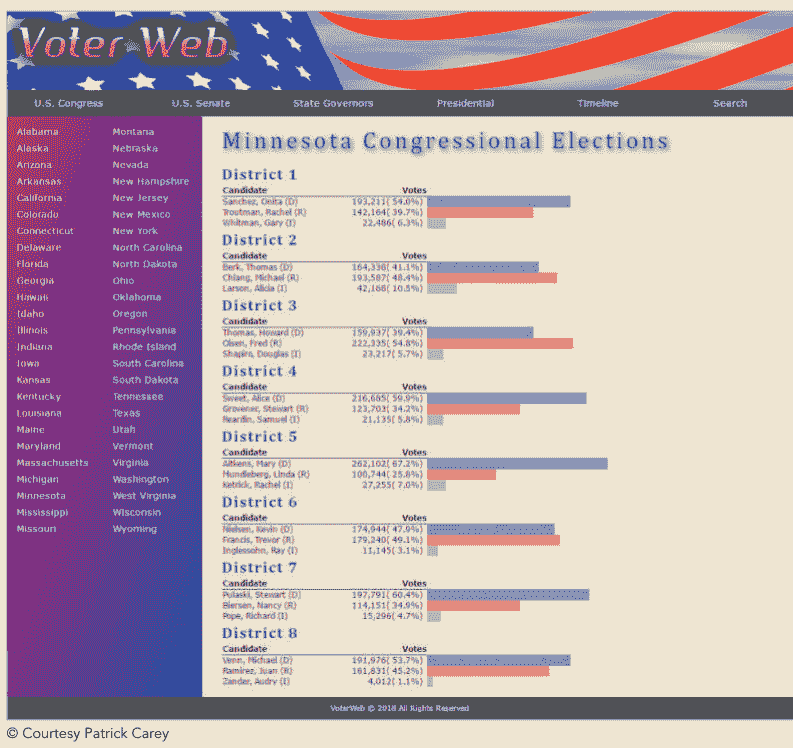 Voter Web
U.S. Congress U.S. Senate State Governors Presidential Timeline Search
Alabama Montana
Alaska Nebraska
Arizona Nevada
Arkansas New Hampshire
California New Jersey
Colorado New Mexico
Connecticut New York
Delaware North Carolina
Florida North Dakota
Georgia Ohio
Hawaii Oklahoma
Idaho Oregon
Illinois Pennsylvania
Indiana Rhode Island
Iowa South Carolina
Kansas South Dakota
Kentucky Tennessee
Louisiana Texas
Maine Utah
Maryland Vermont
Massachusetts Virginia
Michigan Washington
Minnesota West Virginia
Mississippi Wisconsin
Missouri Wyoming
Minnesota Congressional Elections
District 1
Candidate Votes
Sanchez, Onita (D) 193,211( 54.0%)
Troutman, Rachel (R) 142,164( 39.7%)
Whitman, Gary (I) 22,486( 6.3%)
District 2
Candidate Votes
Berk, Thomas (D) 164,338( 41.1%)
Chiang, Michael (R) 193,587( 48.4%)
Larson, Alicia (I) 42,168( 10.5%)
District 3
Candidate Votes
Thomas, Howard (D) 159,937( 39.4%)
Olsen, Fred (R) 222,335( 54.8%)
Shapiro, Douglas (I) 23,217( 5.7%)
District 4
Candidate Votes
Sweet, Alice (D) 216,685( 59.9%)
Grovener, Stewart (R) 123,703( 34.2%)
Reardin, Samuel (I) 21,135( 5.8%)
District 5
Candidate Votes
Aitkens, Mary (D) 262,102( 67.2%)
Mundleberg, Linda (R) 100,744( 25.8%)
Ketrick, Rachel (I) 27,255( 7.0%)
District 6
Candidate Votes
Nielsen, Kevin (D) 174,944( 47.9%)
Francis, Trevor (R) 179,240( 49.1%)
Inglessohn, Ray (I) 11,145( 3.1%)
District 7
Candidate Votes
Pulaski, Stewart (D) 197,791( 60.4%)
Biersen, Nancy (R) 114,151( 34.9%)
Pope, Richard (I) 15,296( 4.7%)
District 8
Candidate Votes
Venn, Michael (D) 191,976( 53.7%)
Ramirez, Juan (R) 161,831( 45.2%)
Zander, Audry (I) 4,012( 1.1%)
VoterWeb © 2018 All Rights Reserved
© Courtesy Patrick Carey